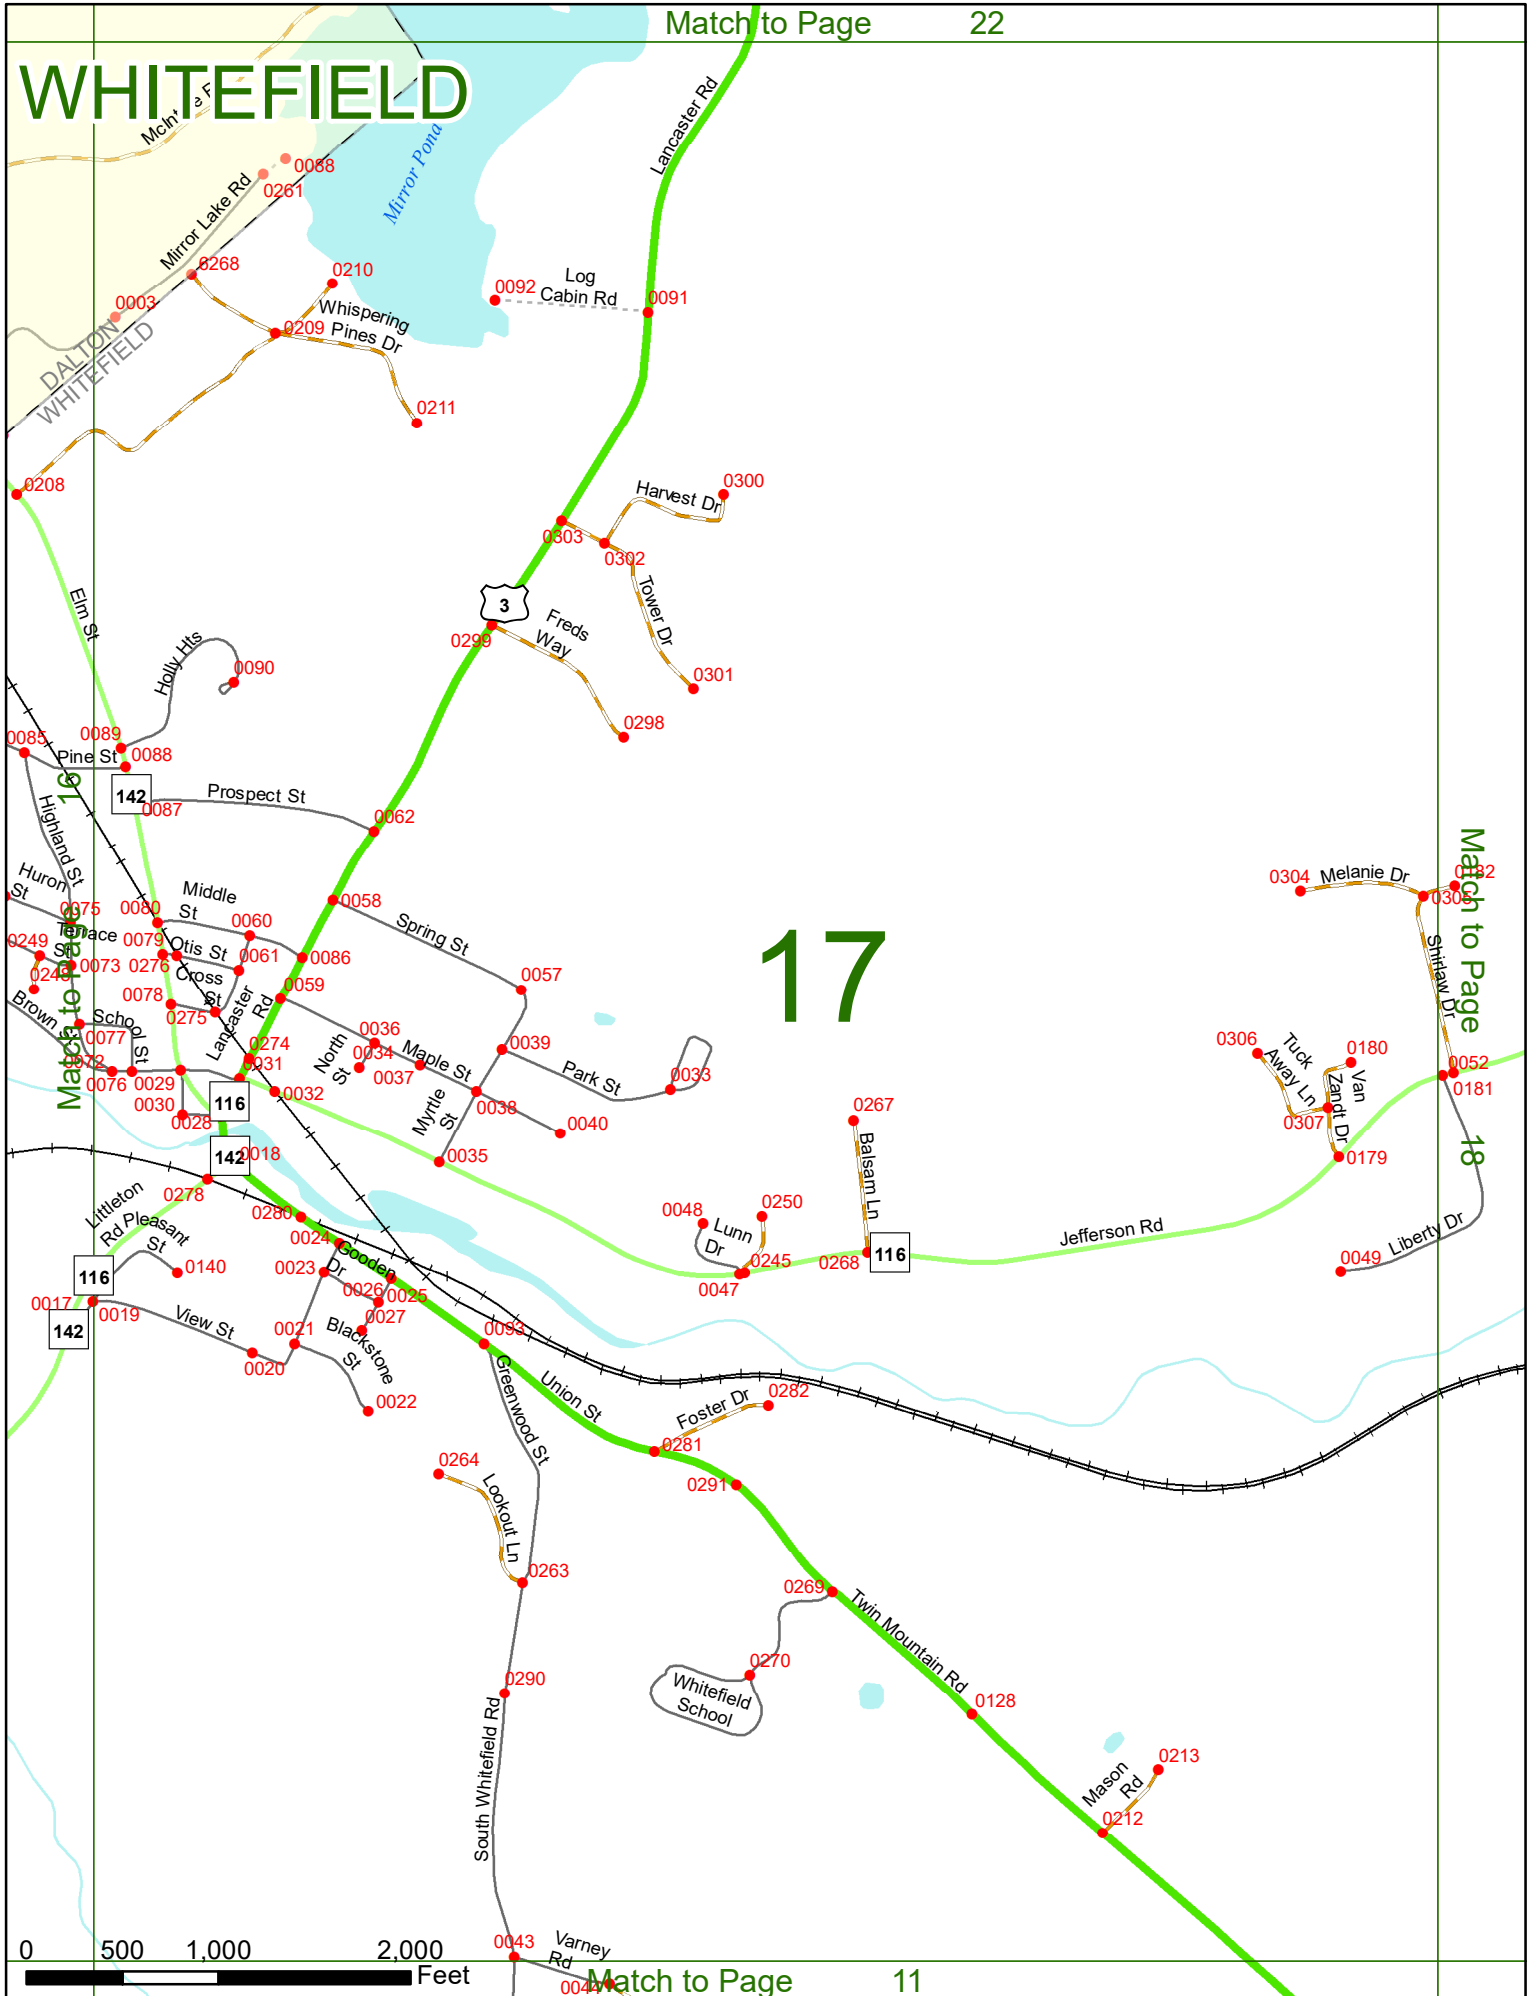 Match to Page 22
WHITEFIELD
Lancaster Rd
Mirror Pond
0088
0261
Mirror Lake Rd
6268
0210
0003
Whispering
Pines Dr
0209
0092
Log
Cabin Rd
0091
DALTON
WHITEFIELD
0211
0208
Harvest Dr
0300
0303
0302
Tower Dr
3
Freds
Way
0299
0301
0298
Elm St
Holly Hts
0090
0089
0085
Pine St
0088
142
0087
Prospect St
0062
Highland St
Huron
St
0075
0080
Middle
St
0060
0058
Spring St
0304
Melanie Dr
0305
0182
Terrace
St
0249
0248
0073
0079
Otis St
0276
0061
0086
Cross
St
0078
0275
0059
0057
17
Shirlaw Dr
Match to Page 18
Match to Page 16
Brown St
School St
0077
0072
0076
0029
Lancaster
Rd
0274
0031
North
St
0036
0034
0037
Maple St
0039
Park St
0033
0306
Tuck
Away Ln
0180
Van
Zandt Dr
0052
0181
0307
0179
0030
0028
116
0032
Myrtle
St
0038
0040
0035
0267
Balsam Ln
142
0018
0278
Littleton
Rd
Pleasant
St
0140
0280
0024
Gooden
Dr
0023
0026
0025
0027
0048
Lunn
Dr
0250
0245
0047
0268
116
Jefferson Rd
0049
Liberty Dr
116
0017
0019
142
View St
0021
0020
Blackstone
St
0022
0093
Greenwood St
Union St
Foster Dr
0282
0281
0291
0264
Lookout Ln
0263
0269
Twin Mountain Rd
0270
Whitefield
School
0290
South Whitefield Rd
0128
Mason
Rd
0213
0212
0043
Varney
Rd
0044
0 500 1,000 2,000
Feet
Match to Page 11